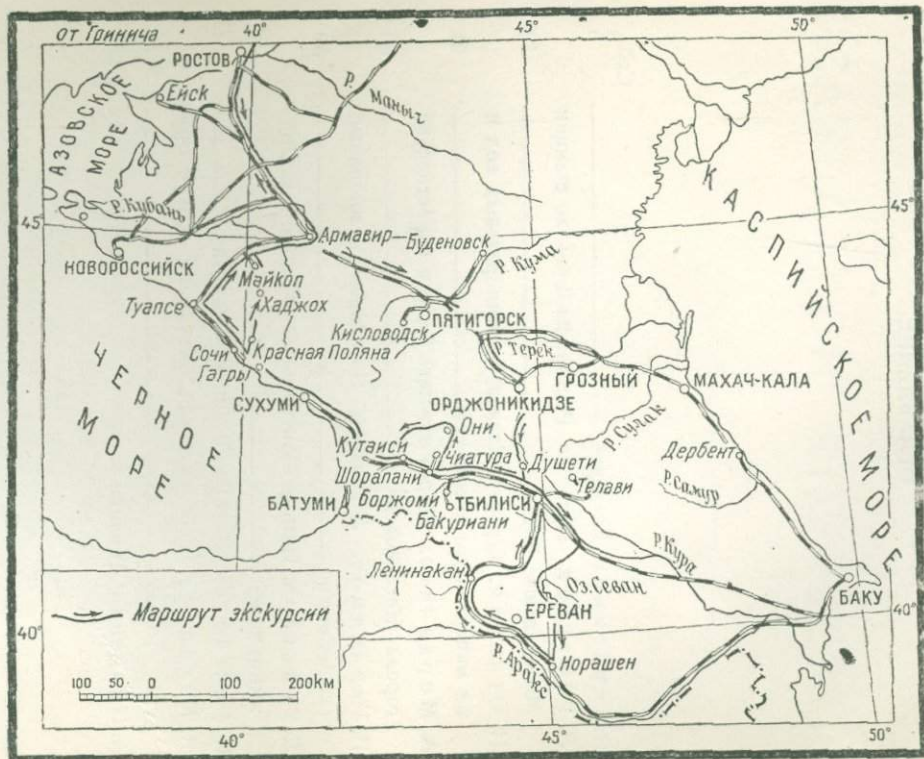 от Гринича
40°
45°
50°
РОСТОВ
Ейск
Р. Маныч
АЗОВСКОЕ МОРЕ
Р. Кубань
45°
45°
КАСПИЙСКОЕ МОРЕ
Армавир
Буденовск
НОВОРОССИЙСК
Р. Кума
Майкоп
Хаджох
Туапсе
ПЯТИГОРСК
Кисловодск
Сочи
Красная Поляна
Р. Терек
Гагры
ГРОЗНЫЙ
МАХАЧ-КАЛА
ЧЕРНОЕ МОРЕ
СУХУМИ
ОРДЖОНИКИДЗЕ
Они
Р. Сулак
Кутаиси
Чиатура
Душети
Дербент
Шорапани
Телави
Р. Самур
БАТУМИ
Боржоми
ТБИЛИСИ
Бакуриани
Р. Кура
Ленинакан
Оз. Севан
БАКУ
Маршрут экскурсии
ЕРЕВАН
40°
40°
Р. Аракс
Норашен
100 50 0 100 200 км
40°
45°
50°